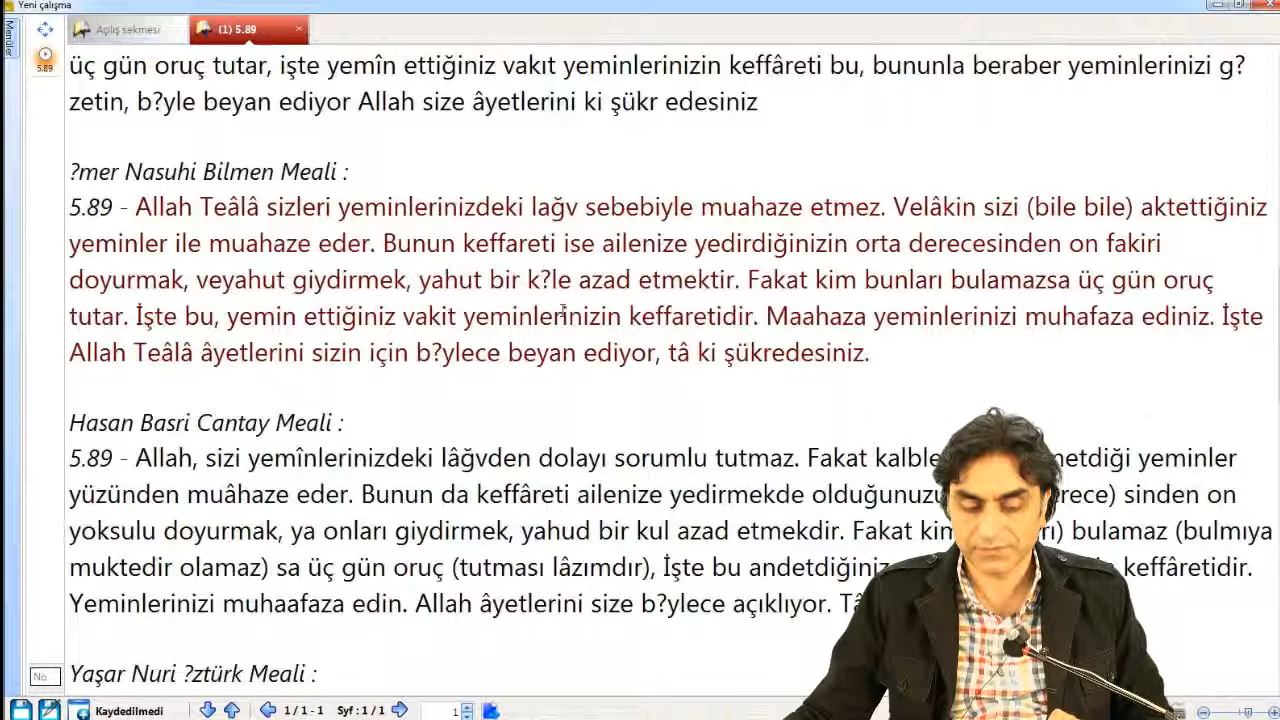 Yeni çalışma
Menüler
Açılış sekmesi
(1) 5.89
5.89
üç gün oruç tutar, işte yemîn ettiğiniz vakıt yeminlerinizin keffâreti bu, bununla beraber yeminlerinizi g?
zetin, b?yle beyan ediyor Allah size âyetlerini ki şükr edesiniz
?mer Nasuhi Bilmen Meali :
5.89 - Allah Teâlâ sizleri yeminlerinizdeki lağv sebebiyle muahaze etmez. Velâkin sizi (bile bile) aktettiğiniz
yeminler ile muahaze eder. Bunun keffareti ise ailenize yedirdiğinizin orta derecesinden on fakiri
doyurmak, veyahut giydirmek, yahut bir k?le azad etmektir. Fakat kim bunları bulamazsa üç gün oruç
tutar. İşte bu, yemin ettiğiniz vakit yeminlerinizin keffaretidir. Maahaza yeminlerinizi muhafaza ediniz. İşte
Allah Teâlâ âyetlerini sizin için b?ylece beyan ediyor, tâ ki şükredesiniz.
Hasan Basri Cantay Meali :
5.89 - Allah, sizi yemînlerinizdeki lâğvden dolayı sorumlu tutmaz. Fakat yeminler
yüzünden muâhaze eder. Bunun da keffâreti ailenize yedirmekde sinden on
yoksulu doyurmak, ya onları giydirmek, yahud bir kul azad etmekdir. Fakat kim bulamaz (bulmıya
muktedir olamaz) sa üç gün oruç (tutması lâzımdır), İşte bu andetdiğiniz keffâretidir.
Yeminlerinizi muhaafaza edin. Allah âyetlerini size b?ylece açıklıyor.
Yaşar Nuri ?ztürk Meali :
No
Kaydedilmedi
1/1-1
Syf:1/1
1